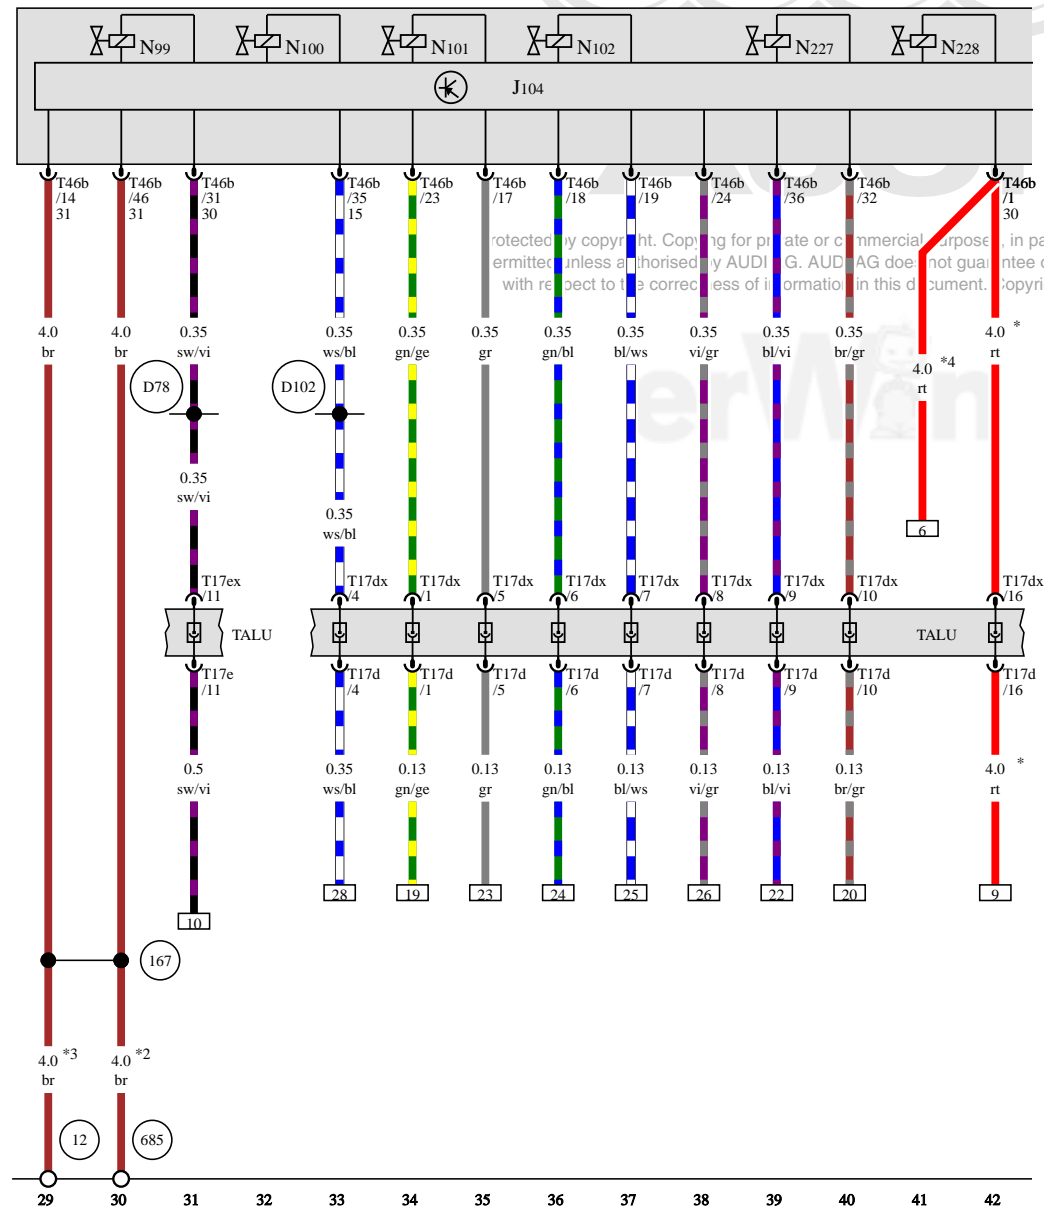 N99 N100 N101 N102 N227 N228
J104
T46b T46b T46b T46b T46b T46b T46b T46b T46b T46b T46b T46b
/14 /46 /31 /35 /23 /17 /18 /19 /24 /36 /32 /1
31 31 30 15 30
4.0 4.0 0.35 0.35 0.35 0.35 0.35 0.35 0.35 0.35 0.35 4.0 *
br br sw/vi ws/bl gn/ge gr gn/bl bl/ws vi/gr bl/vi br/gr rt
4.0 *4
rt
D78 D102
0.35
sw/vi
0.35
ws/bl
6
T17ex T17dx T17dx T17dx T17dx T17dx T17dx T17dx T17dx T17dx
/11 /4 /1 /5 /6 /7 /8 /9 /10 /16
TALU TALU
T17e T17d T17d T17d T17d T17d T17d T17d T17d T17d
/11 /4 /1 /5 /6 /7 /8 /9 /10 /16
0.5 0.35 0.13 0.13 0.13 0.13 0.13 0.13 0.13 4.0 *
sw/vi ws/bl gn/ge gr gn/bl bl/ws vi/gr bl/vi br/gr rt
28 19 23 24 25 26 22 20 9
10
167
4.0 *3 4.0 *2
br br
12 685
29 30 31 32 33 34 35 36 37 38 39 40 41 42